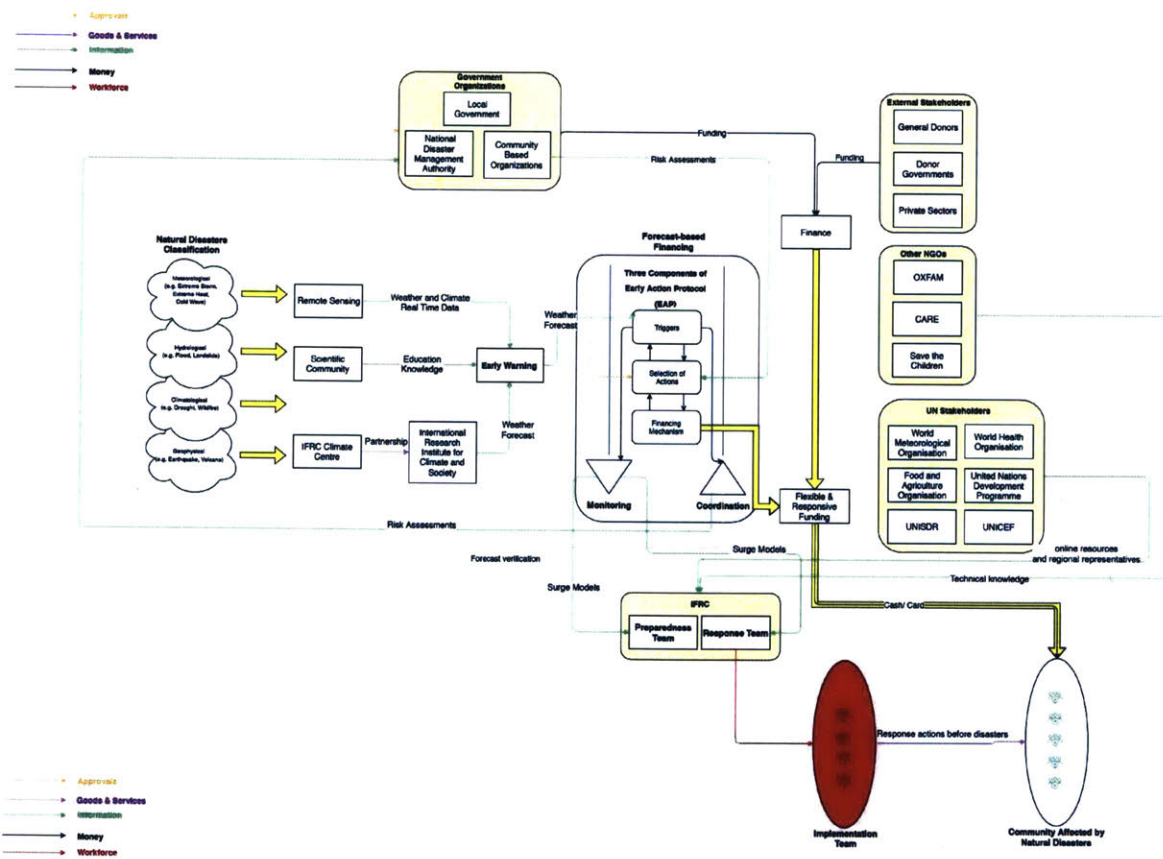 Approvals
Goods & Services
Information
Money
Workforce
Government
Organizations
Local
Government
National
Disaster
Management
Authority
Community
Based
Organizations
Funding
Risk Assessments
External Stakeholders
General Donors
Donor
Governments
Private Sectors
Funding
Finance
Natural Disasters
Classification
Meteorological
(e.g. Extreme Storm,
Extreme Heat,
Cold Wave)
Hydrological
(e.g. Flood, Landslide)
Climatological
(e.g. Drought, Wildfire)
Geophysical
(e.g. Earthquake, Volcano)
Remote Sensing
Weather and Climate
Real Time Data
Scientific
Community
Education
Knowledge
Early Warning
IFRC Climate
Centre
Partnership
International
Research
Institute for
Climate and
Society
Weather
Forecast
Weather
Forecast
Forecast-based
Financing
Three Components of
Early Action Protocol
(EAP)
Triggers
Selection of
Actions
Financing
Mechanism
Monitoring
Coordination
Other NGOs
OXFAM
CARE
Save the
Children
UN Stakeholders
World
Meteorological
Organisation
World Health
Organisation
Food and
Agriculture
Organisation
United Nations
Development
Programme
UNISDR
UNICEF
Flexible &
Responsive
Funding
Risk Assessments
Forecast verification
Surge Models
Surge Models
online resources
and regional representatives
Technical knowledge
Cash/ Card
IFRC
Preparedness
Team
Response Team
Response actions before disasters
Implementation
Team
Community Affected by
Natural Disasters
Approvals
Goods & Services
Information
Money
Workforce